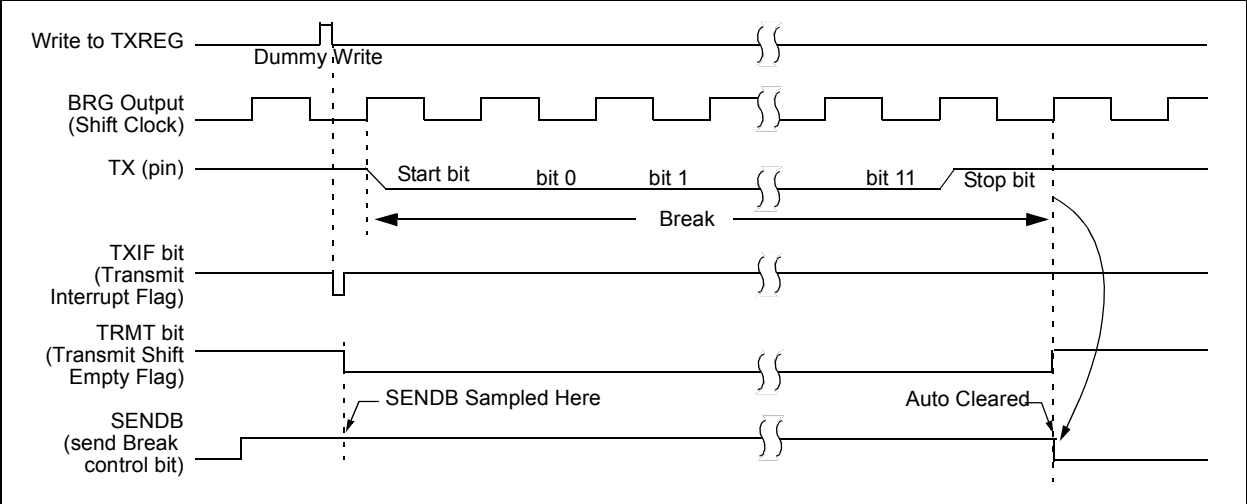 Write to TXREG
Dummy Write
BRG Output
(Shift Clock)
TX (pin)
Start bit
bit 0
bit 1
bit 11
Stop bit
Break
TXIF bit
(Transmit
Interrupt Flag)
TRMT bit
(Transmit Shift
Empty Flag)
SENDB Sampled Here
Auto Cleared
SENDB
(send Break
control bit)